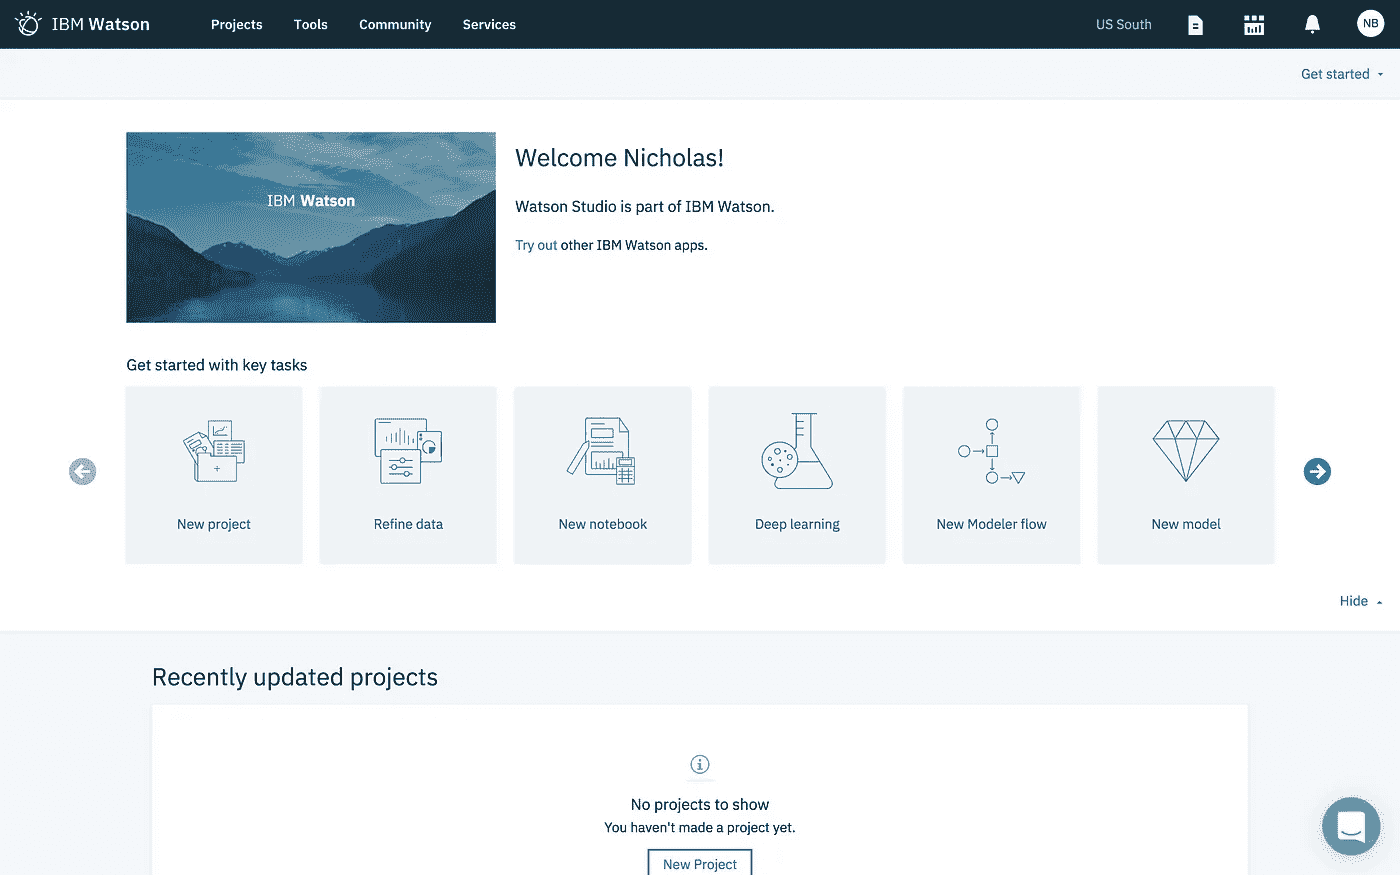 IBM Watson
Projects
Tools
Community
Services
US South
NB
Get started
IBM Watson
Welcome Nicholas!
Watson Studio is part of IBM Watson.
Try out other IBM Watson apps.
Get started with key tasks
New project
Refine data
New notebook
Deep learning
New Modeler flow
New model
Hide
Recently updated projects
No projects to show
You haven't made a project yet.
New Project